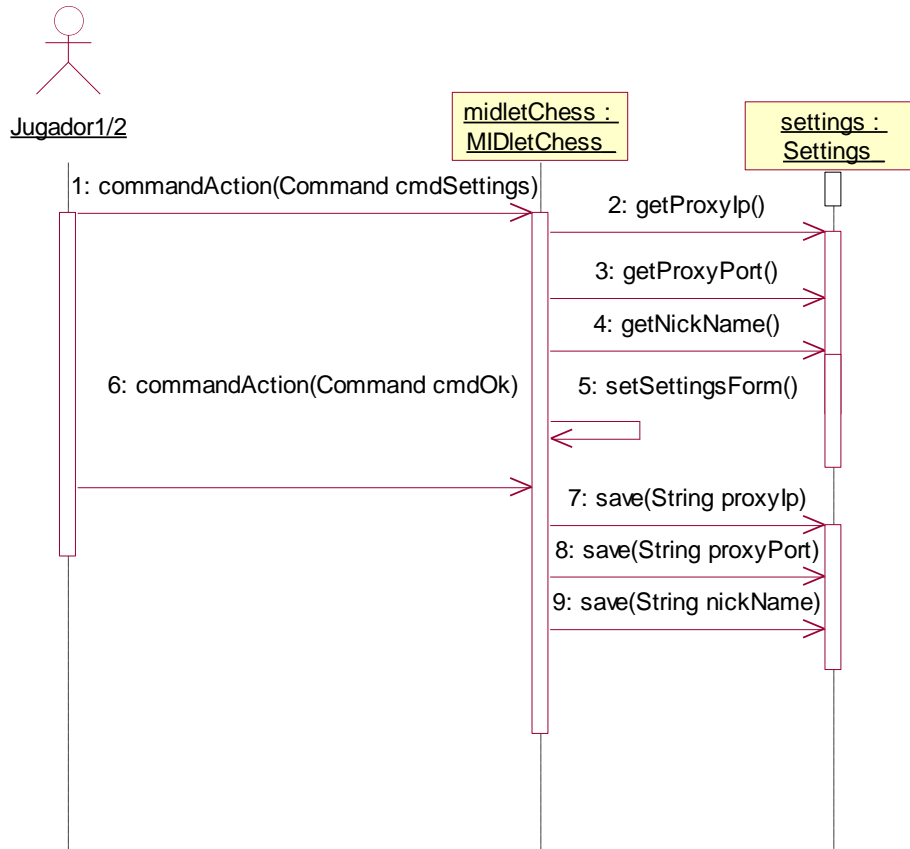 Jugador1/2
midletChess :
MIDletChess
settings :
Settings
1: commandAction(Command cmdSettings)
2: getProxyIp()
3: getProxyPort()
4: getNickName()
5: setSettingsForm()
6: commandAction(Command cmdOk)
7: save(String proxyIp)
8: save(String proxyPort)
9: save(String nickName)